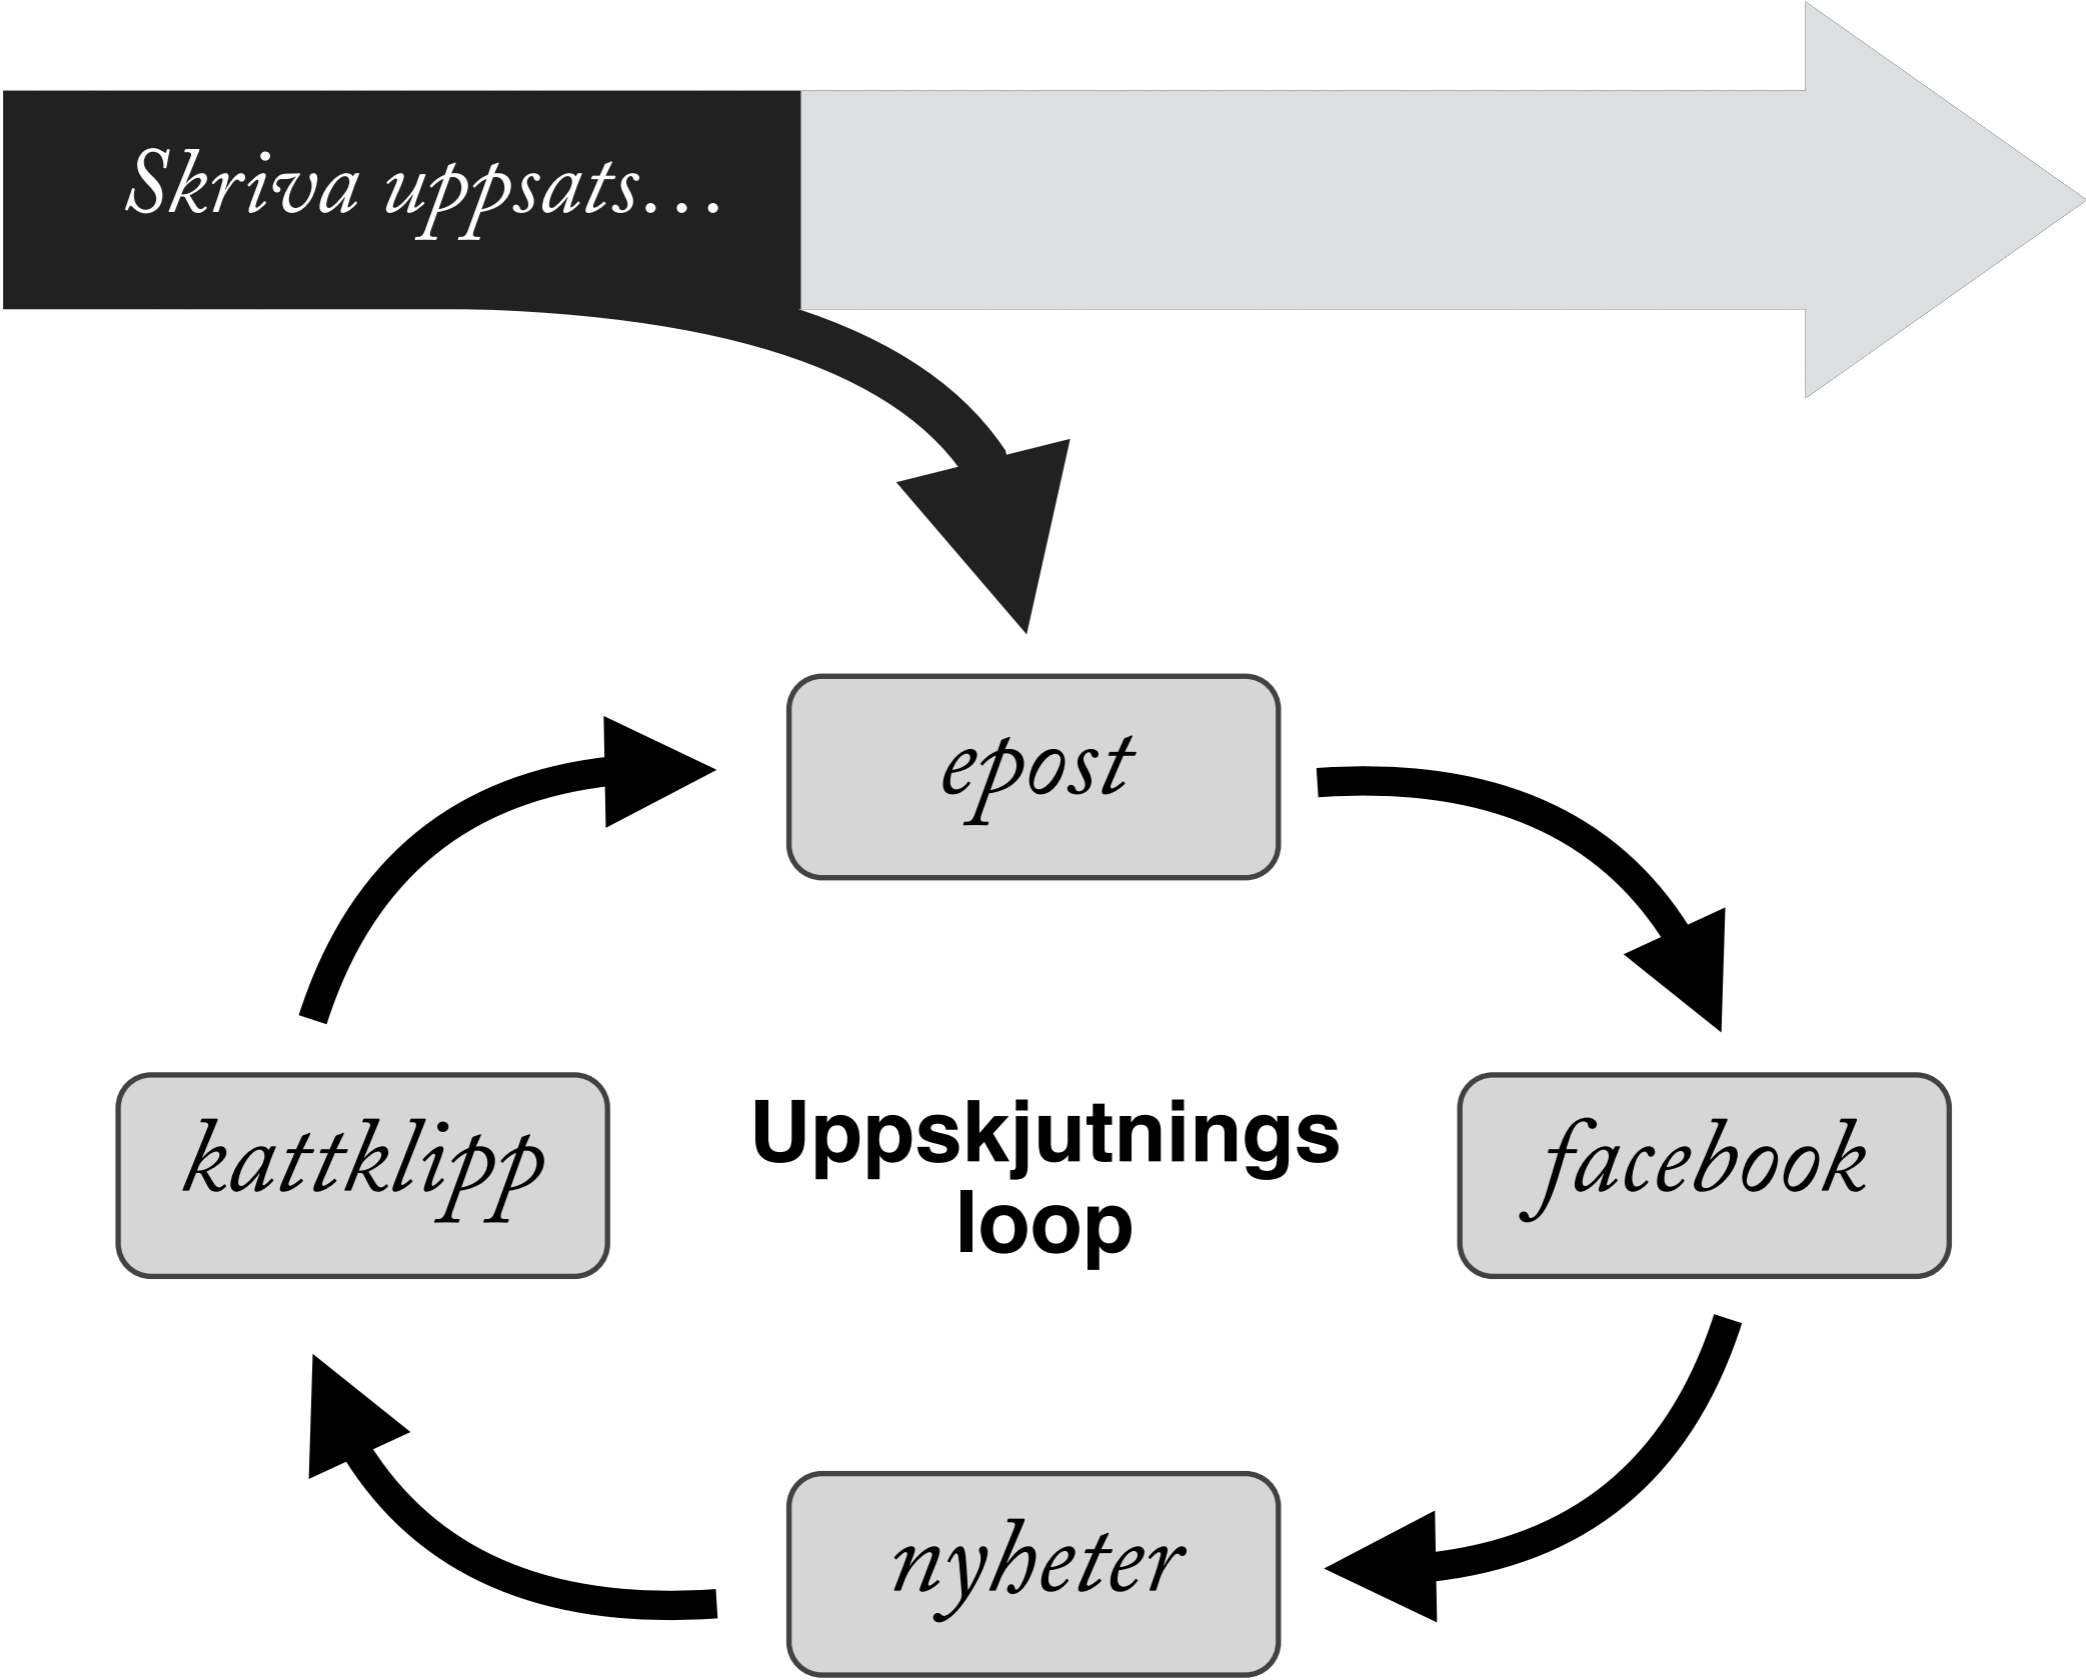 Skriva uppsats...
epost
kattklipp
Uppskjutnings
loop
facebook
nyheter